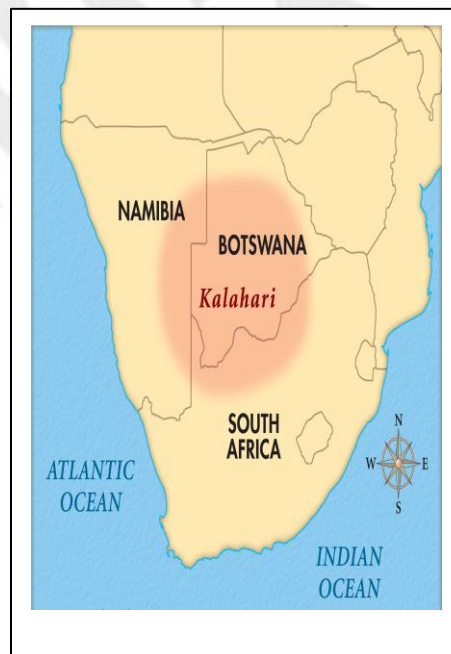 NAMIBIA
BOTSWANA
Kalahari
SOUTH
AFRICA
N
W
E
S
ATLANTIC
OCEAN
INDIAN
OCEAN